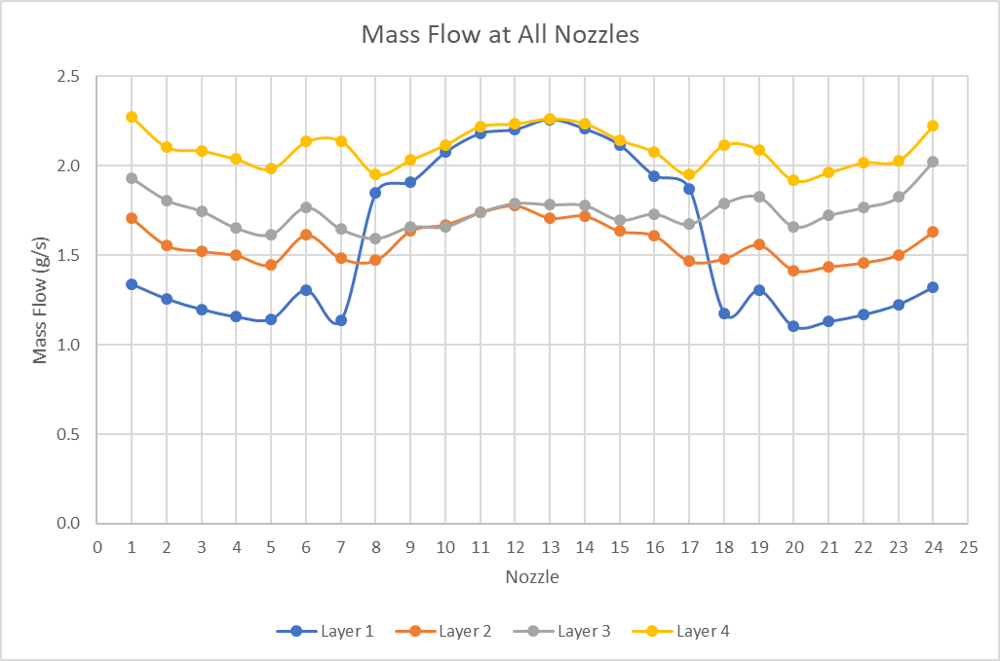 Mass Flow at All Nozzles
2.5
2.0
1.5
1.0
0.5
0.0
Mass Flow (g/s)
0 1 2 3 4 5 6 7 8 9 10 11 12 13 14 15 16 17 18 19 20 21 22 23 24 25
Nozzle
Layer 1 Layer 2 Layer 3 Layer 4